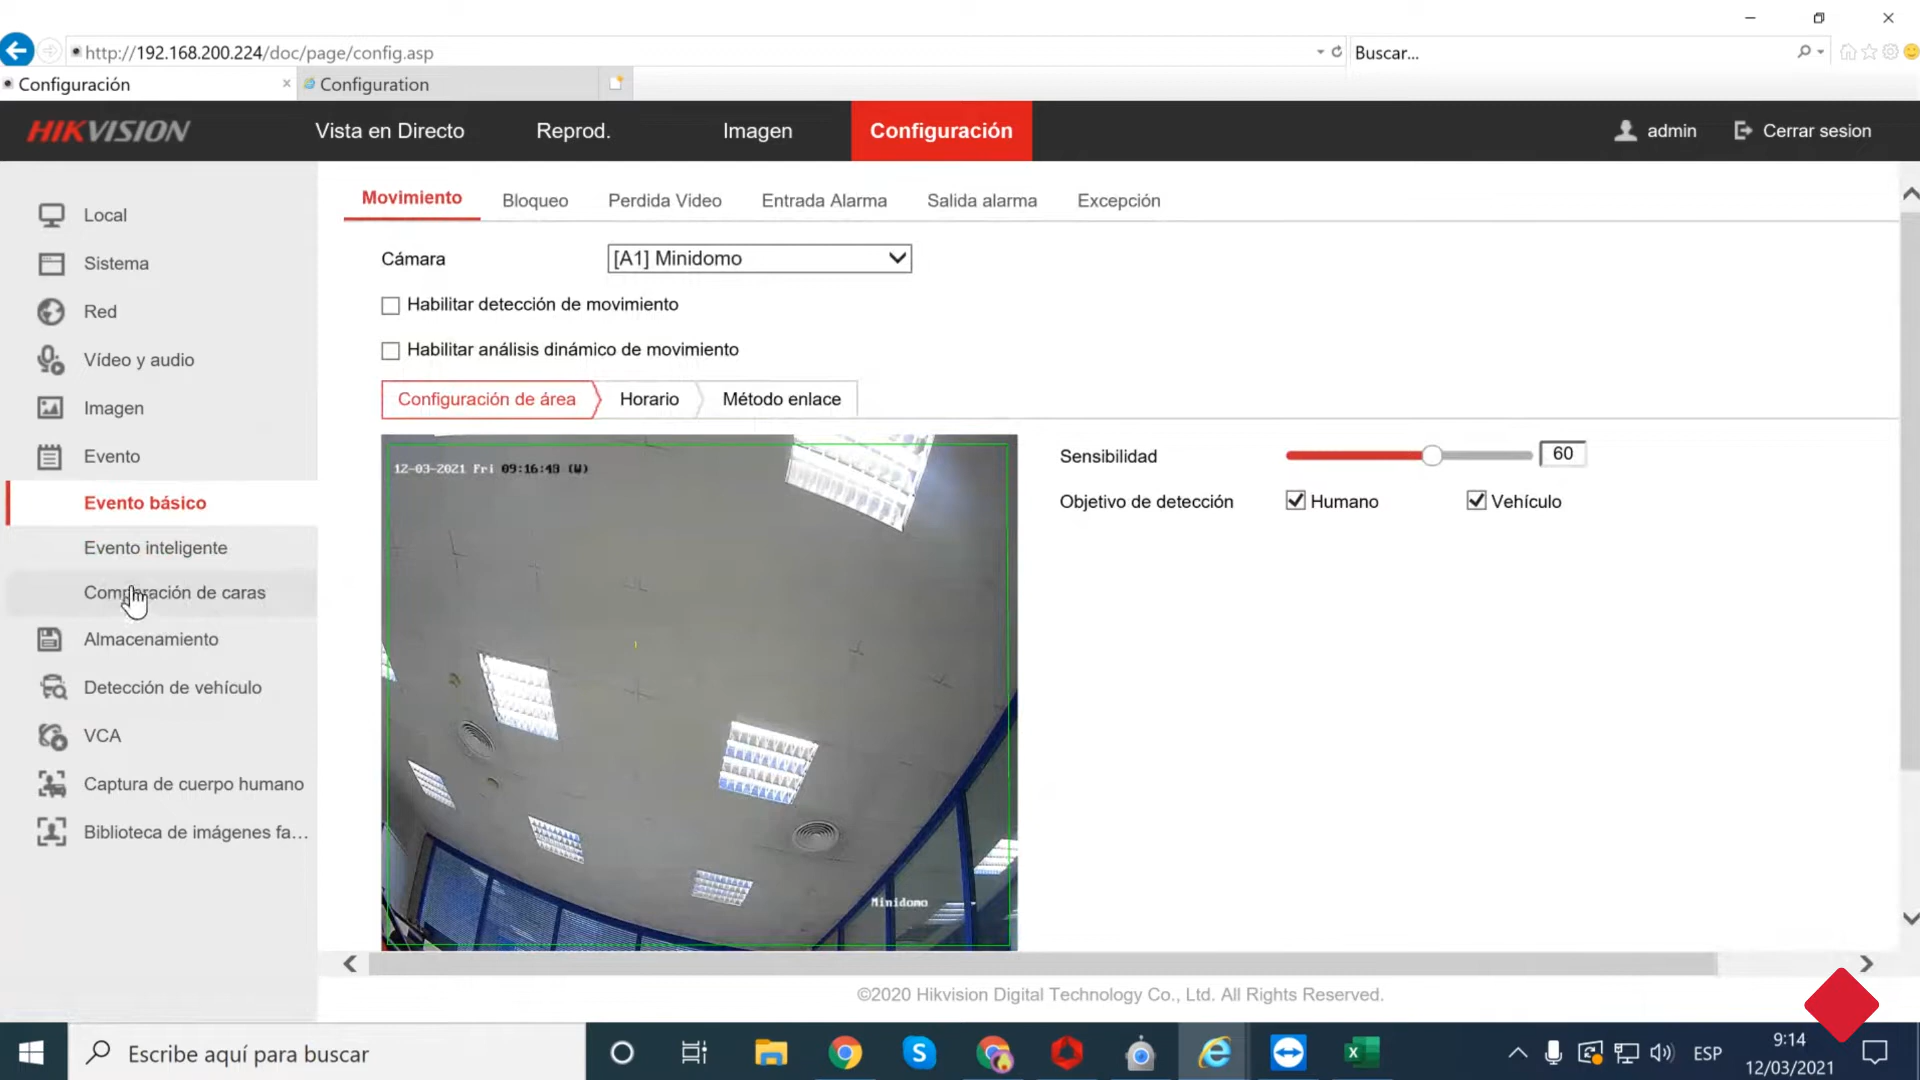 http://192.168.200.224/doc/page/config.asp
Buscar...
Configuración
Configuration
HIKVISION
Vista en Directo
Reprod.
Imagen
Configuración
admin
Cerrar sesion
Local
Sistema
Red
Vídeo y audio
Imagen
Evento
Evento básico
Evento inteligente
Comparación de caras
Almacenamiento
Detección de vehículo
VCA
Captura de cuerpo humano
Biblioteca de imágenes fa...
Movimiento
Bloqueo
Perdida Video
Entrada Alarma
Salida alarma
Excepción
Cámara
[A1] Minidomo
Habilitar detección de movimiento
Habilitar análisis dinámico de movimiento
Configuración de área
Horario
Método enlace
12-03-2021 Fri 09:16:48 (W)
Minidomo
Sensibilidad
60
Objetivo de detección
Humano
Vehículo
©2020 Hikvision Digital Technology Co., Ltd. All Rights Reserved.
Escribe aquí para buscar
ESP
9:14
12/03/2021